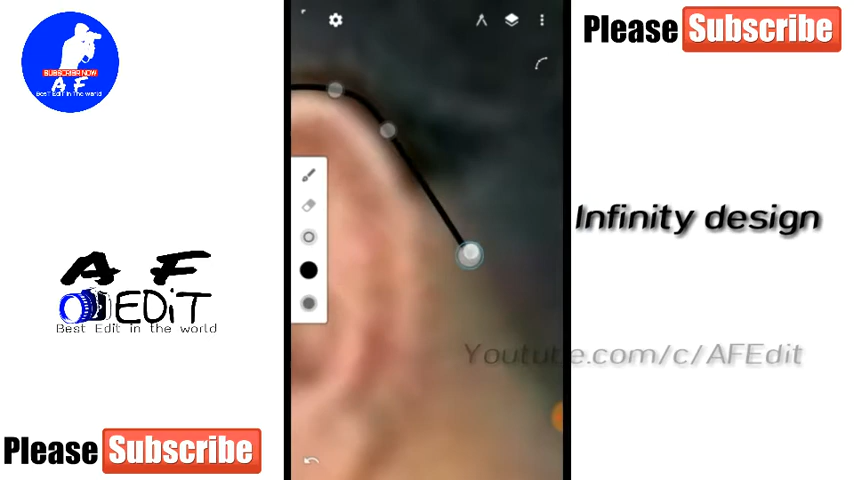 SUBSCRIBR NOW
A F
Best Edit in the world
Please Subscribe
Infinity design
Youtube.com/c/AFEdit
A F
EDiT
Best Edit in the world
Please Subscribe